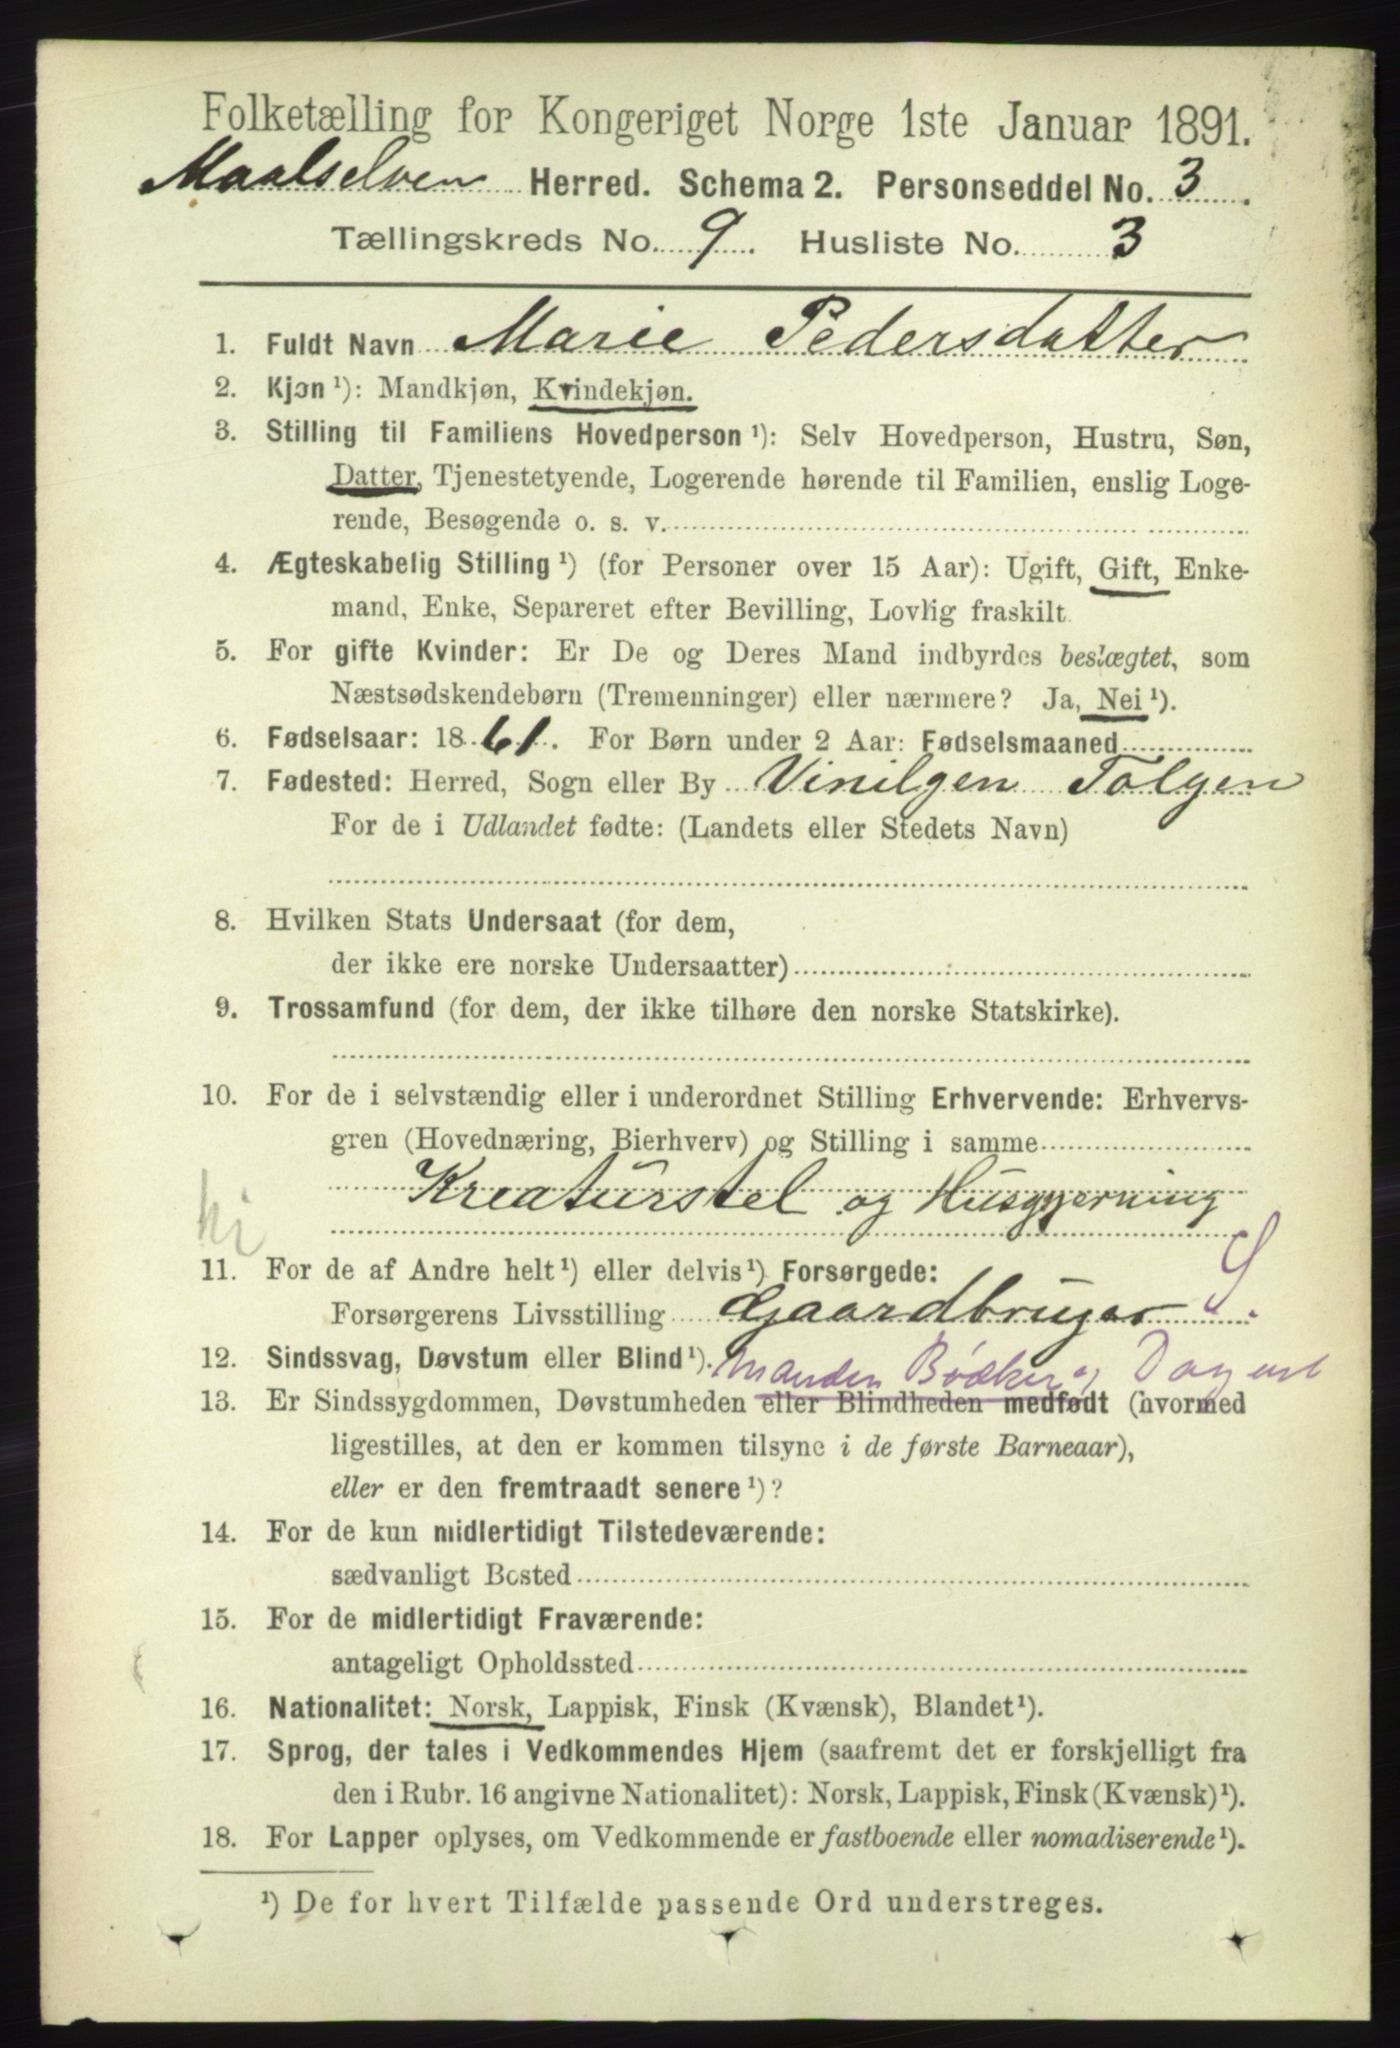 Folketælling for Kongeriget Norge 1ste Januar 1891.
Maalselven Herred. Schema 2. Personseddel No. 3.
Tællingskreds No. 9. Husliste No. 3
1. Fuldt Navn Marie Pedersdatter
2. Kjøn ¹): Mandkjøn, Kvindekjøn.
3. Stilling til Familiens Hovedperson ¹): Selv Hovedperson, Hustru, Søn,
Datter, Tjenestetyende, Logerende hørende til Familien, enslig Loge-
rende, Besøgende o. s. v.
4. Ægteskabelig Stilling ¹) (for Personer over 15 Aar): Ugift, Gift, Enke-
mand, Enke, Separeret efter Bevilling, Lovlig fraskilt.
5. For gifte Kvinder: Er De og Deres Mand indbyrdes beslægtet, som
Næstsødskendebørn (Tremenninger) eller nærmere? Ja, Nei ¹).
6. Fødselsaar: 1861. For Børn under 2 Aar: Fødselsmaaned
7. Fødested: Herred, Sogn eller By Vinilgen Tolgen
For de i Udlandet fødte: (Landets eller Stedets Navn)
8. Hvilken Stats Undersaat (for dem,
der ikke ere norske Undersaatter)
9. Trossamfund (for dem, der ikke tilhøre den norske Statskirke).
10. For de i selvstændig eller i underordnet Stilling Erhvervende: Erhvervs-
gren (Hovednæring, Bierhverv) og Stilling i samme
Kreaturstel og Husgjerning
hj
11. For de af Andre helt ¹) eller delvis ¹) Forsørgede:
Forsørgerens Livsstilling Gaardbruger
12. Sindssvag, Døvstum eller Blind ¹). Manden Bødker
13. Er Sindssygdommen, Døvstumheden eller Blindheden medfødt (hvormed
ligestilles, at den er kommen tilsyne i de første Barneaar),
eller er den fremtraadt senere ¹)?
14. For de kun midlertidigt Tilstedeværende:
sædvanligt Bosted
15. For de midlertidigt Fraværende:
antageligt Opholdssted
16. Nationalitet: Norsk, Lappisk, Finsk (Kvænsk), Blandet ¹).
17. Sprog, der tales i Vedkommendes Hjem (saafremt det er forskjelligt fra
den i Rubr. 16 angivne Nationalitet): Norsk, Lappisk, Finsk (Kvænsk) ¹).
18. For Lapper oplyses, om Vedkommende er fastboende eller nomadiserende ¹).
¹) De for hvert Tilfælde passende Ord understreges.